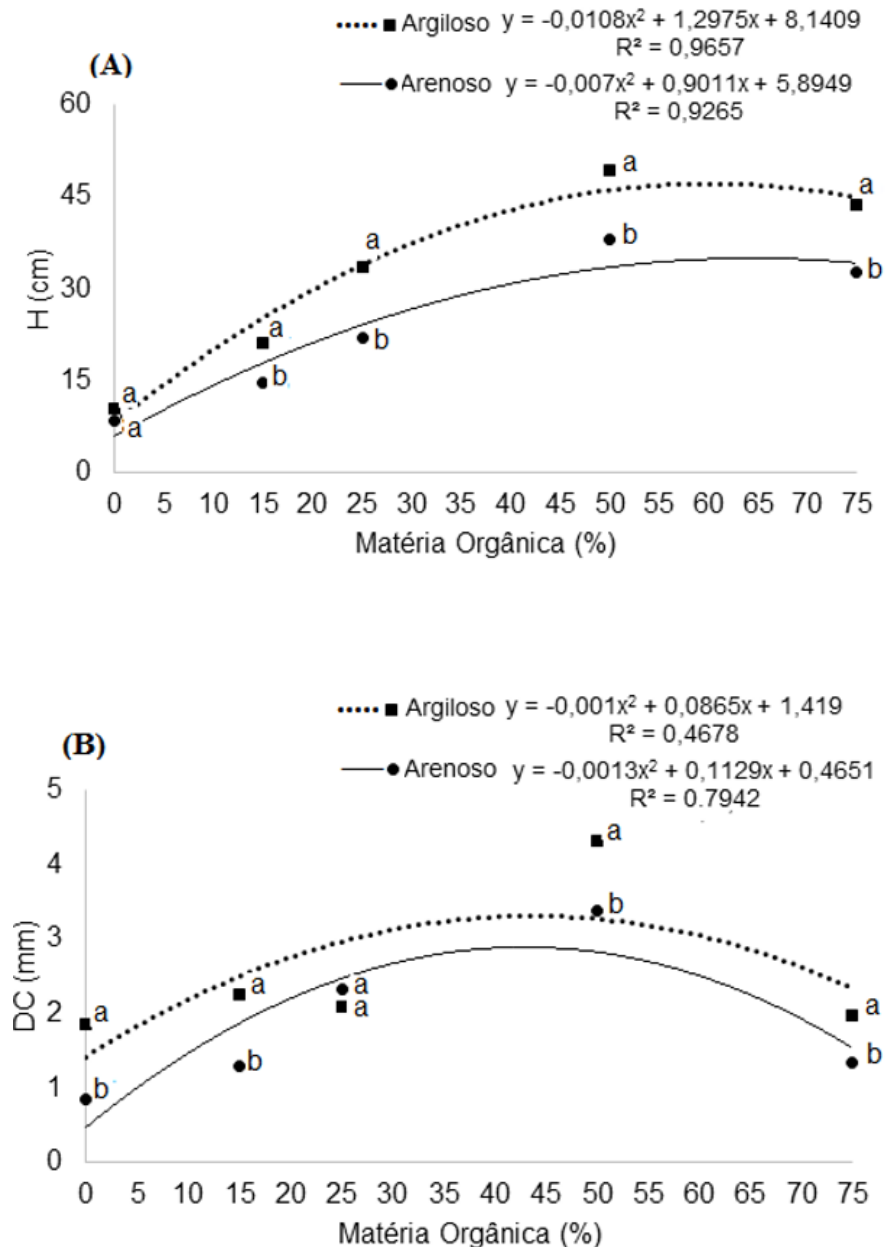 Argiloso y = -0,0108x² + 1,2975x + 8,1409
R² = 0,9657
(A)
Arenoso y = -0,007x² + 0,9011x + 5,8949
R² = 0,9265
60
45
30
15
0
H (cm)
a
a
a
b
a
b
a
b
a
b
0 5 10 15 20 25 30 35 40 45 50 55 60 65 70 75
Matéria Orgânica (%)
Argiloso y = -0,001x² + 0,0865x + 1,419
R² = 0,4678
(B)
Arenoso y = -0,0013x² + 0,1129x + 0,4651
R² = 0.7942
5
4
3
2
1
0
DC (mm)
a
b
a
b
a
a
a
b
a
b
0 5 10 15 20 25 30 35 40 45 50 55 60 65 70 75
Matéria Orgânica (%)